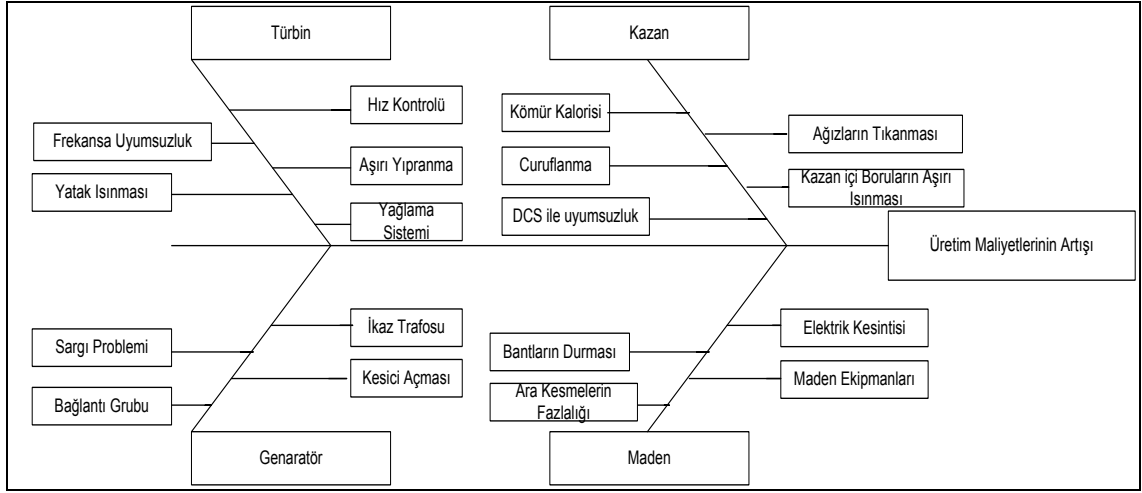 Türbin
Kazan
Hız Kontrolü
Kömür Kalorisi
Frekansa Uyumsuzluk
Ağızların Tıkanması
Aşırı Yıpranma
Curuflanma
Yatak Isınması
Kazan içi Boruların Aşırı
Isınması
Yağlama
Sistemi
DCS ile uyumsuzluk
Üretim Maliyetlerinin Artışı
İkaz Trafosu
Elektrik Kesintisi
Sargı Problemi
Bantların Durması
Kesici Açması
Maden Ekipmanları
Bağlantı Grubu
Ara Kesmelerin
Fazlalığı
Genaratör
Maden